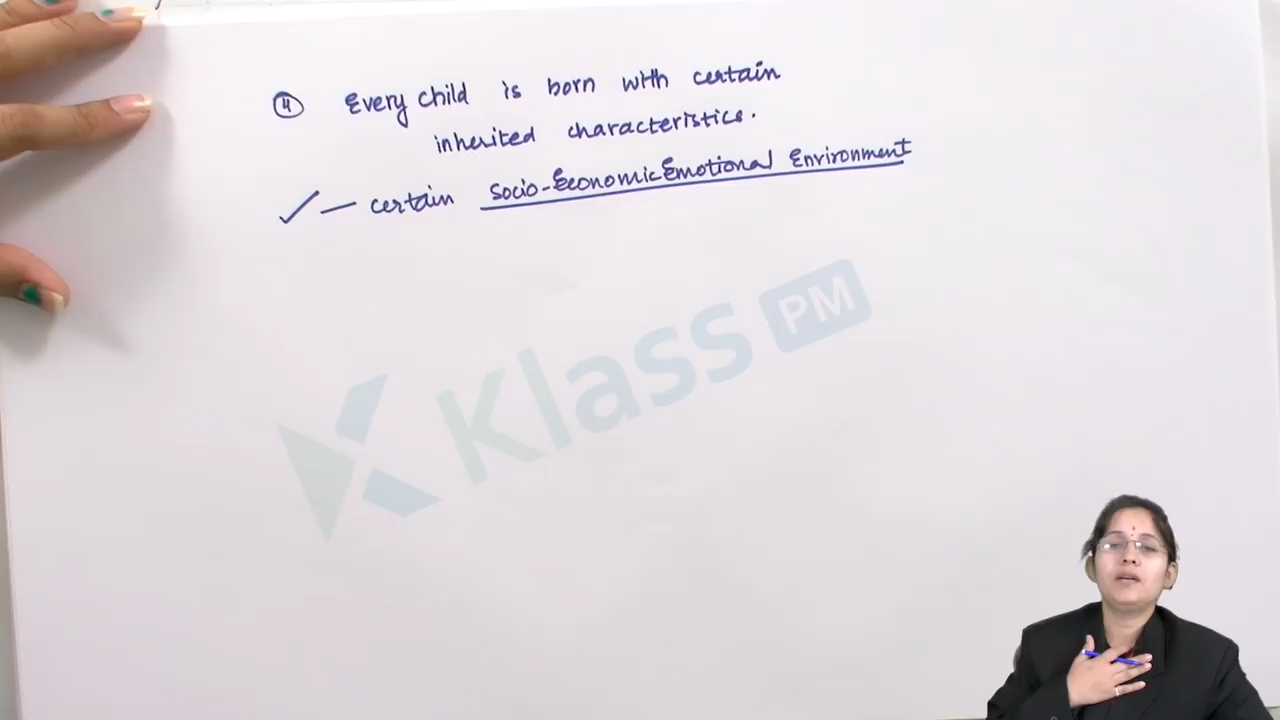 ④ Every child is born with certain
inherited characteristics.
✓ — certain Socio-Economic Emotional Environment
Klass PM